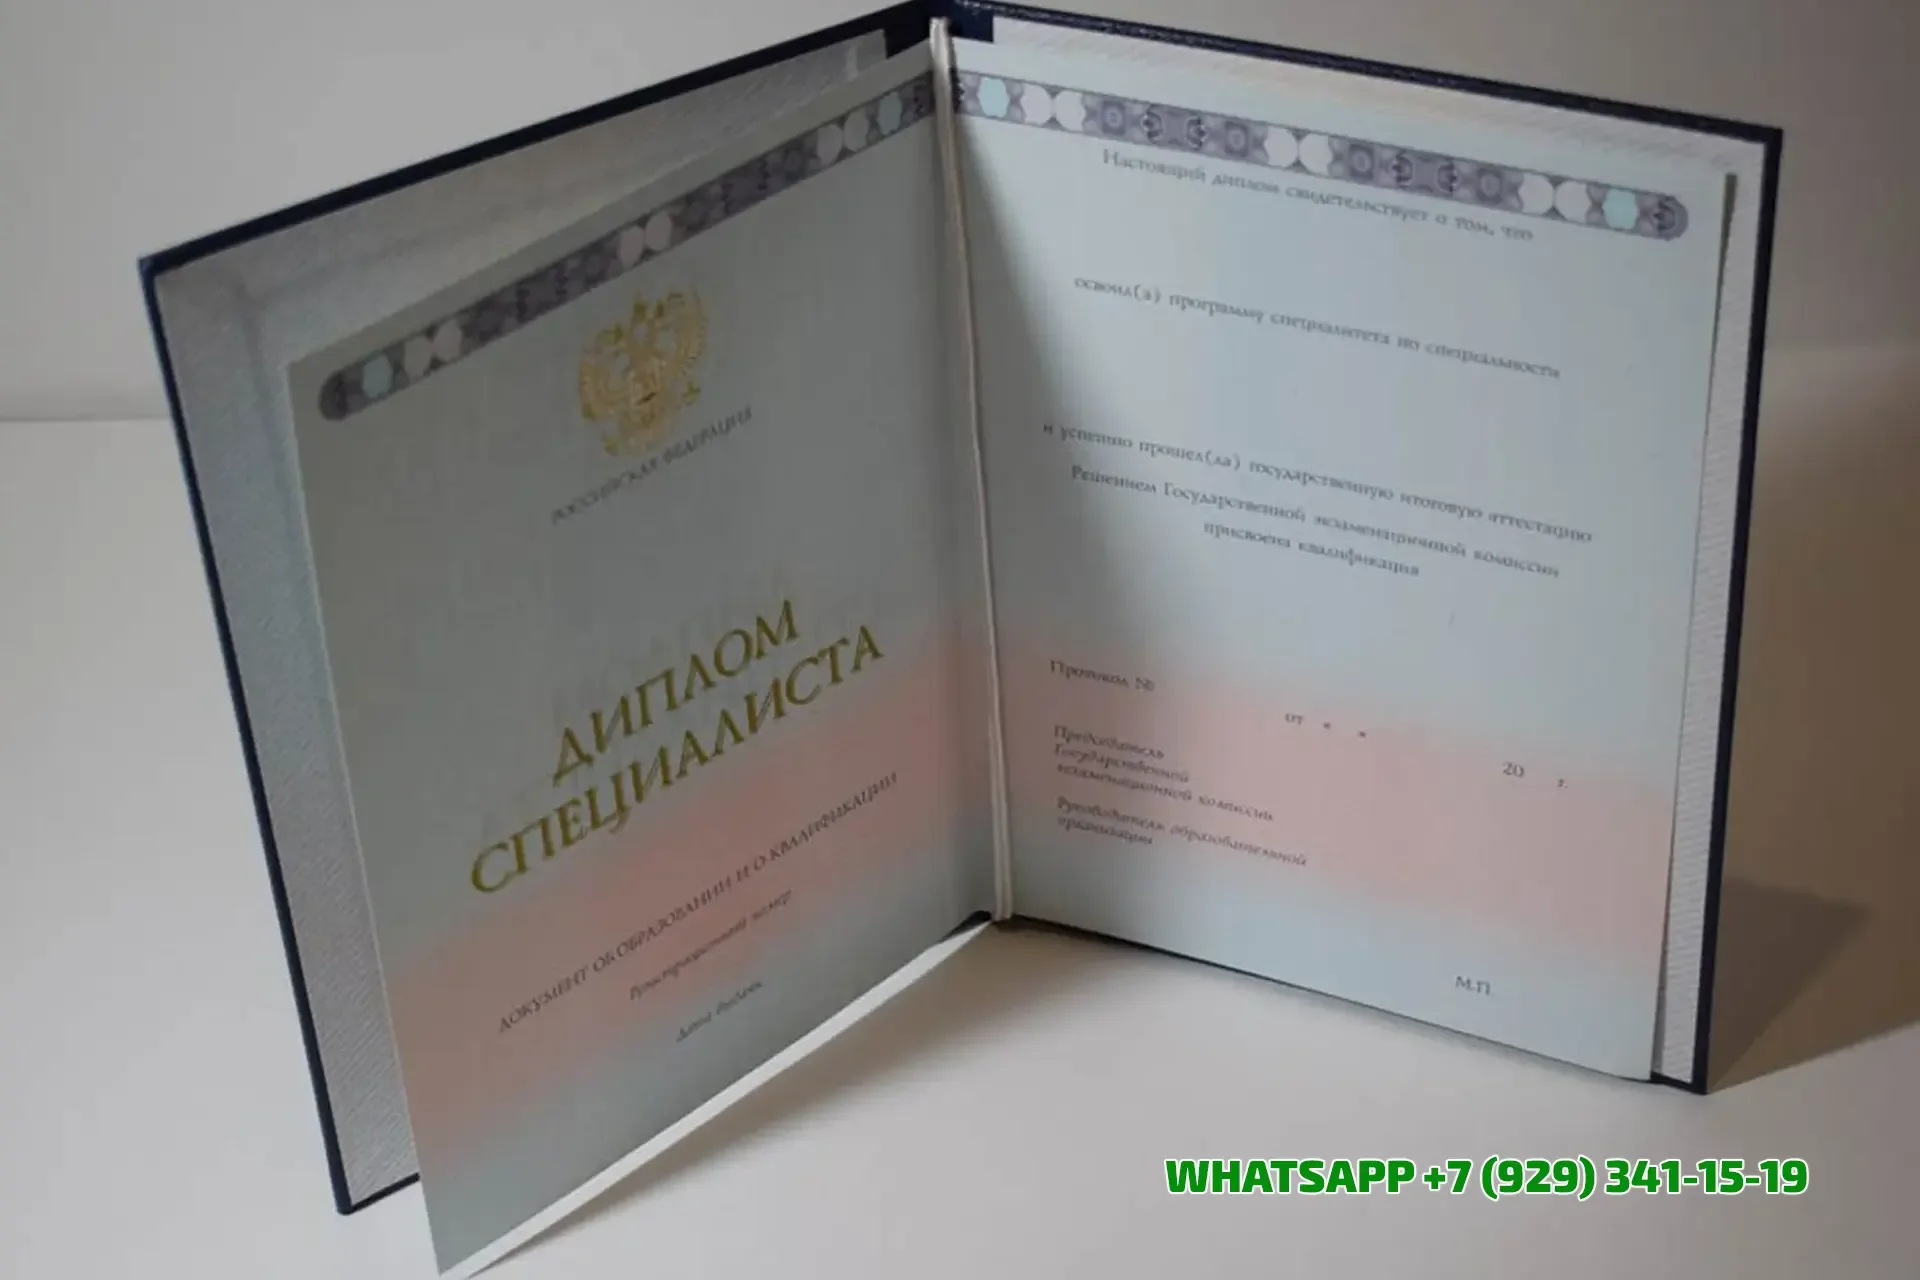 РОССИЙСКАЯ ФЕДЕРАЦИЯ
ДИПЛОМ
СПЕЦИАЛИСТА
ДОКУМЕНТ ОБ ОБРАЗОВАНИИ И О КВАЛИФИКАЦИИ
Регистрационный номер
Дата выдачи
Настоящий диплом свидетельствует о том, что
освоил(а) программу специалитета по специальности
и успешно прошел(ла) государственную итоговую аттестацию
Решением Государственной экзаменационной комиссии
присвоена квалификация
Протокол №
от « »
20 г.
Председатель
Государственной
экзаменационной комиссии
Руководитель образовательной
организации
М.П.
WHATSAPP +7 (929) 341-15-19